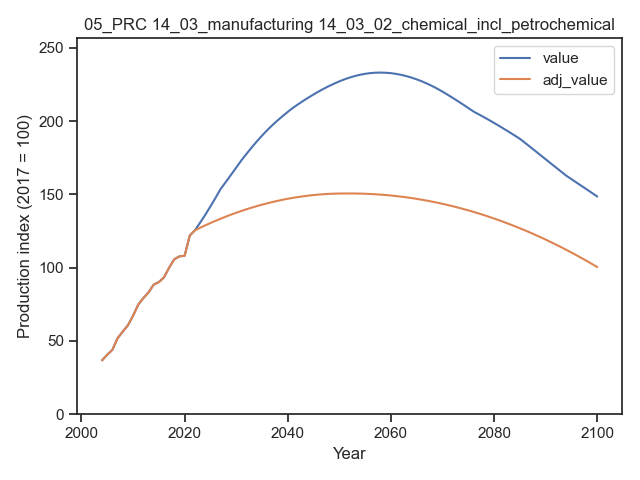 05_PRC 14_03_manufacturing 14_03_02_chemical_incl_petrochemical
250
200
150
100
50
0
Production index (2017 = 100)
value
adj_value
2000 2020 2040 2060 2080 2100
Year